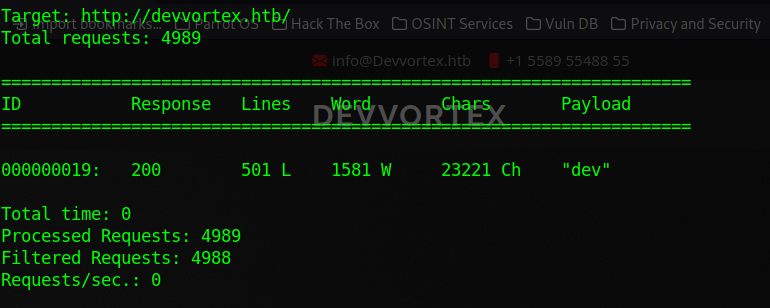 Target: http://devvortex.htb/
Import bookmarks... Parrot OS Hack The Box OSINT Services Vuln DB Privacy and Security
Total requests: 4989
Info@Devvortex.htb +1 5589 55488 55
=====================================================================
ID Response Lines Word Chars Payload
DEVVORTEX
=====================================================================
000000019: 200 501 L 1581 W 23221 Ch "dev"
Total time: 0
Processed Requests: 4989
Filtered Requests: 4988
Requests/sec.: 0